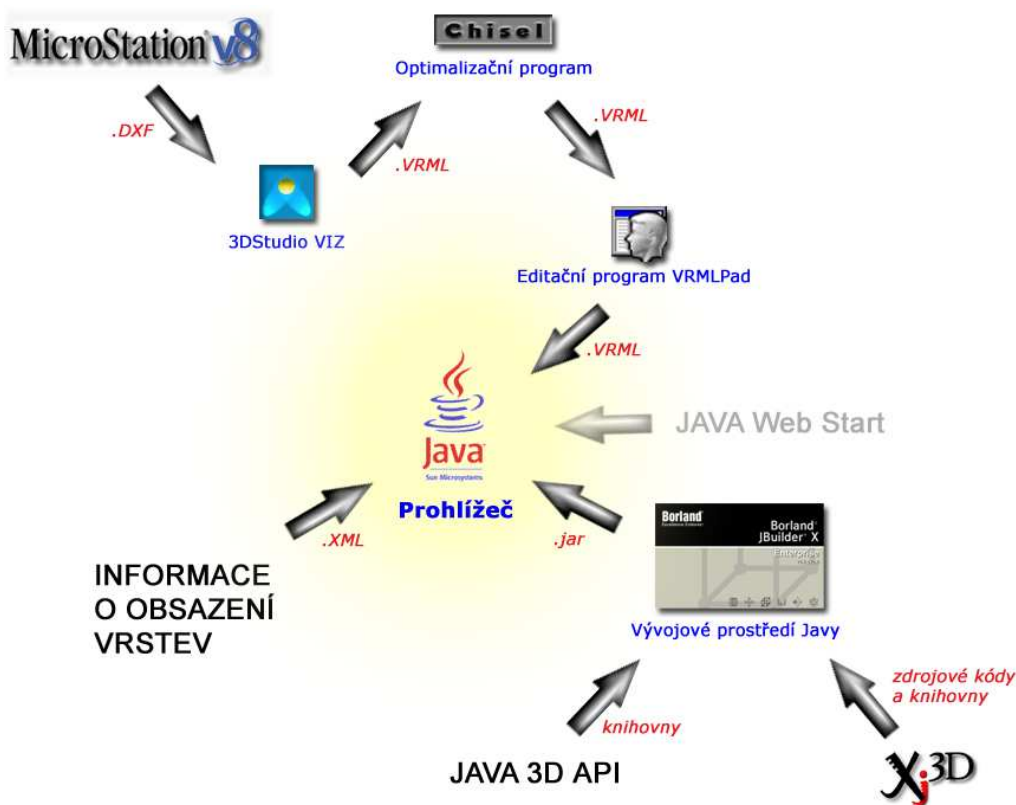 MicroStation v8
Chisel
Optimalizační program
.DXF
.VRML
.VRML
3DStudio VIZ
Editační program VRMLPad
.VRML
Java
Sun Microsystems
Prohlížeč
JAVA Web Start
.XML
.jar
INFORMACE
O OBSAZENÍ
VRSTEV
Borland
Borland
JBuilder X
Enterprise
Vývojové prostředí Javy
knihovny
zdrojové kódy
a knihovny
JAVA 3D API
Xj3D